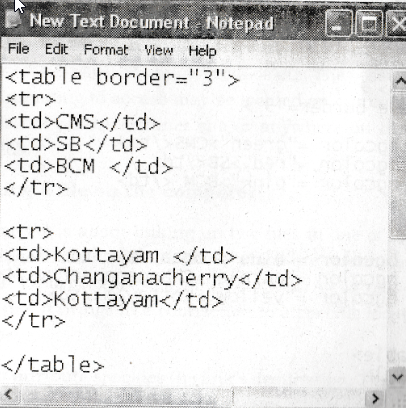 New Text Document - Notepad
File Edit Format View Help
<table border="3">
<tr>
<td>CMS</td>
<td>SB</td>
<td>BCM </td>
</tr>
<tr>
<td>Kottayam </td>
<td>Changanacherry</td>
<td>Kottayam</td>
</tr>
</table>